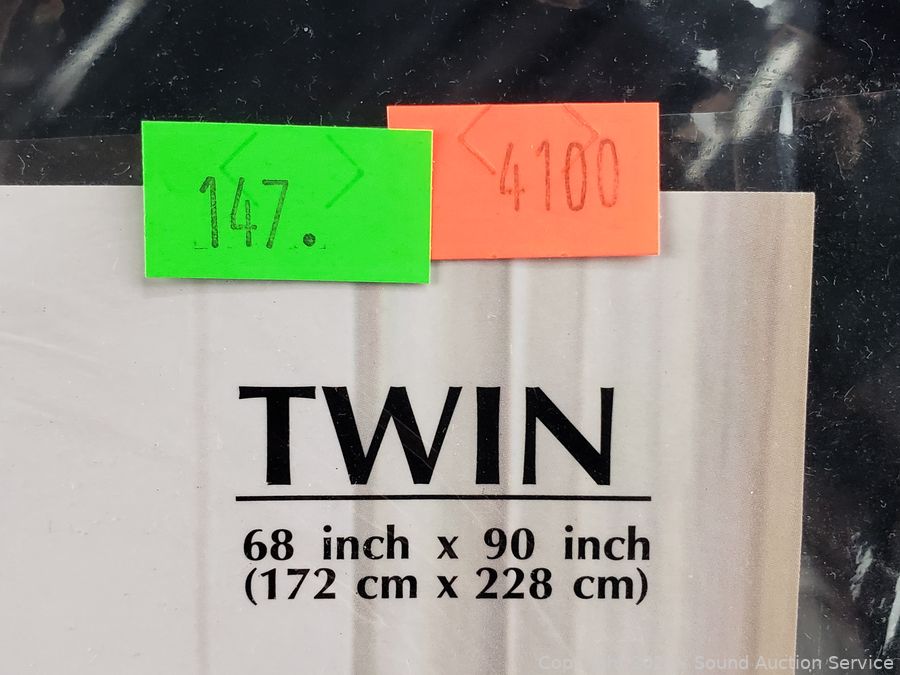 147.
4100
TWIN
68 inch x 90 inch
(172 cm x 228 cm)
Sound Auction Service